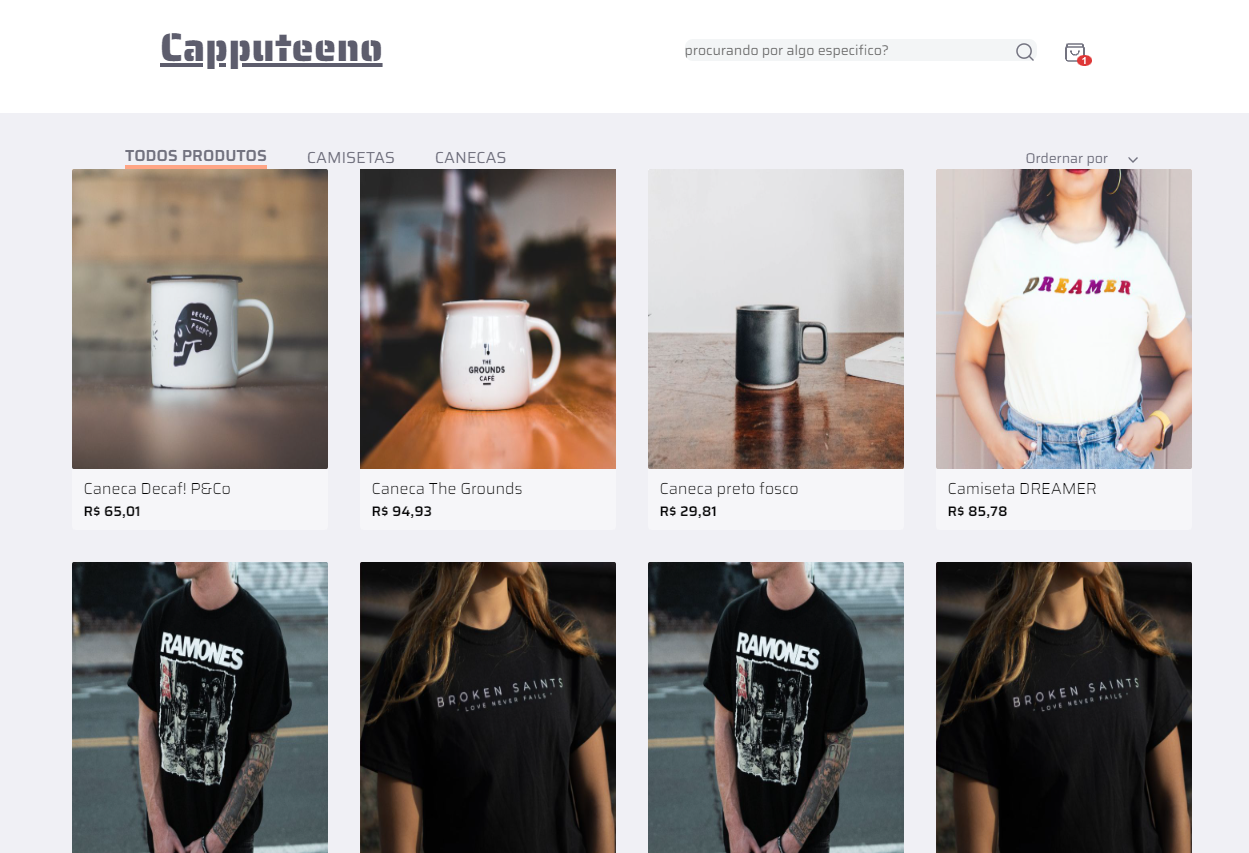 Capputeeno
procurando por algo especifico?
1
TODOS PRODUTOS CAMISETAS CANECAS Ordernar por
DECAF!
P&CO
THE
GROUNDS
CAFÉ
DREAMER
Caneca Decaf! P&Co
R$ 65,01
Caneca The Grounds
R$ 94,93
Caneca preto fosco
R$ 29,81
Camiseta DREAMER
R$ 85,78
RAMONES
BROKEN SAINTS
- LOVE NEVER FAILS -
RAMONES
BROKEN SAINTS
- LOVE NEVER FAILS -